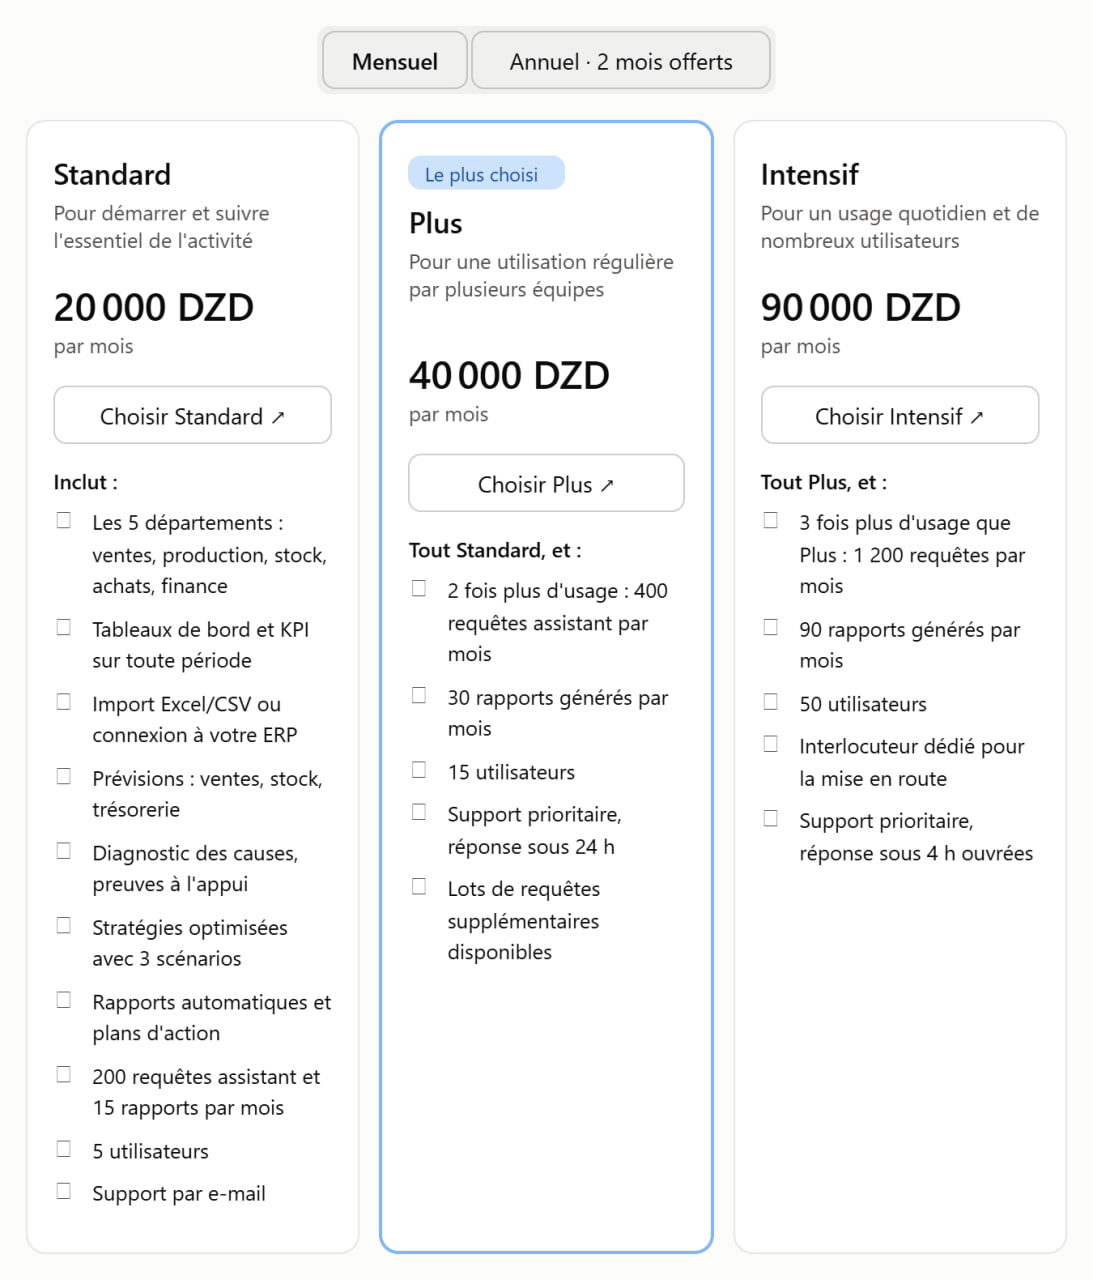 Mensuel
Annuel · 2 mois offerts
Standard
Pour démarrer et suivre
l'essentiel de l'activité
20 000 DZD
par mois
Choisir Standard ↗
Inclut :
Les 5 départements :
ventes, production, stock,
achats, finance
Tableaux de bord et KPI
sur toute période
Import Excel/CSV ou
connexion à votre ERP
Prévisions : ventes, stock,
trésorerie
Diagnostic des causes,
preuves à l'appui
Stratégies optimisées
avec 3 scénarios
Rapports automatiques et
plans d'action
200 requêtes assistant et
15 rapports par mois
5 utilisateurs
Support par e-mail
Le plus choisi
Plus
Pour une utilisation régulière
par plusieurs équipes
40 000 DZD
par mois
Choisir Plus ↗
Tout Standard, et :
2 fois plus d'usage : 400
requêtes assistant par
mois
30 rapports générés par
mois
15 utilisateurs
Support prioritaire,
réponse sous 24 h
Lots de requêtes
supplémentaires
disponibles
Intensif
Pour un usage quotidien et de
nombreux utilisateurs
90 000 DZD
par mois
Choisir Intensif ↗
Tout Plus, et :
3 fois plus d'usage que
Plus : 1 200 requêtes par
mois
90 rapports générés par
mois
50 utilisateurs
Interlocuteur dédié pour
la mise en route
Support prioritaire,
réponse sous 4 h ouvrées